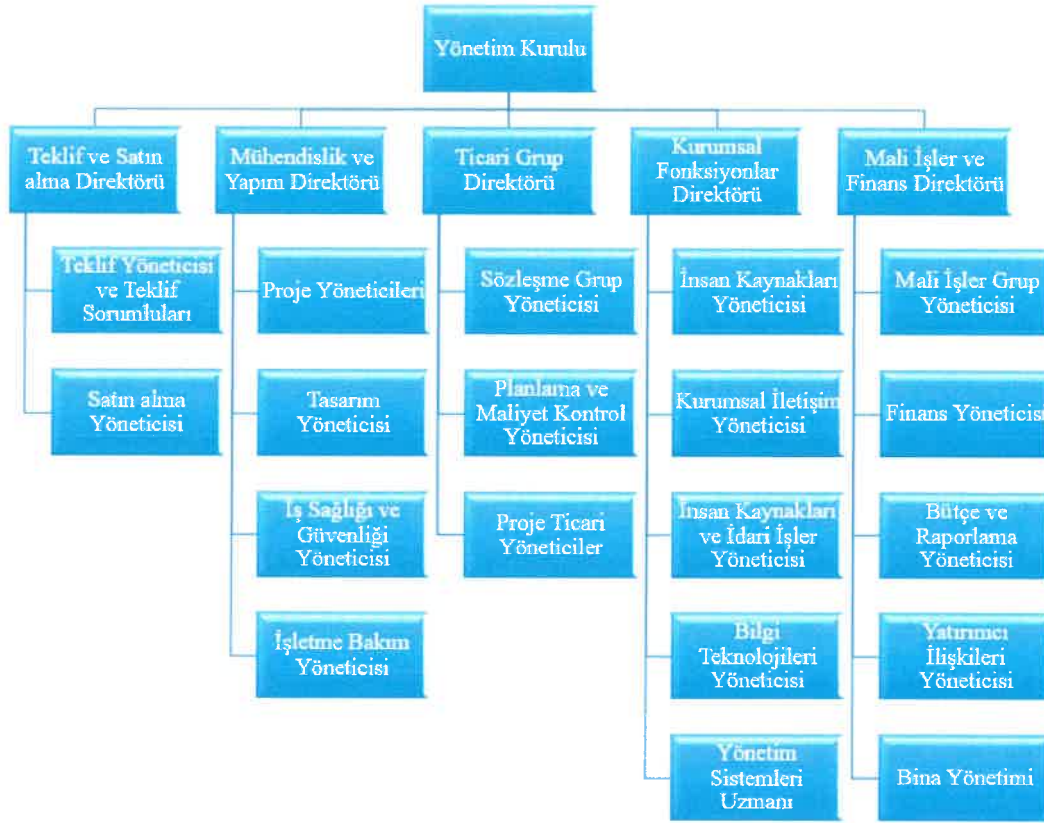 Yönetim Kurulu
Teklif ve Satın
alma Direktörü
Mühendislik ve
Yapım Direktörü
Ticari Grup
Direktörü
Kurumsal
Fonksiyonlar
Direktörü
Mali İşler ve
Finans Direktörü
Teklif Yöneticisi
ve Teklif
Sorumluları
Satın alma
Yöneticisi
Proje Yöneticileri
Tasarım
Yöneticisi
İş Sağlığı ve
Güvenliği
Yöneticisi
İşletme Bakım
Yöneticisi
Sözleşme Grup
Yöneticisi
Planlama ve
Maliyet Kontrol
Yöneticisi
Proje Ticari
Yöneticiler
İnsan Kaynakları
Yöneticisi
Kurumsal İletişim
Yöneticisi
İnsan Kaynakları
ve İdari İşler
Yöneticisi
Bilgi
Teknolojileri
Yöneticisi
Yönetim
Sistemleri
Uzmanı
Mali İşler Grup
Yöneticisi
Finans Yöneticisi
Bütçe ve
Raporlama
Yöneticisi
Yatırımcı
İlişkileri
Yöneticisi
Bina Yönetimi